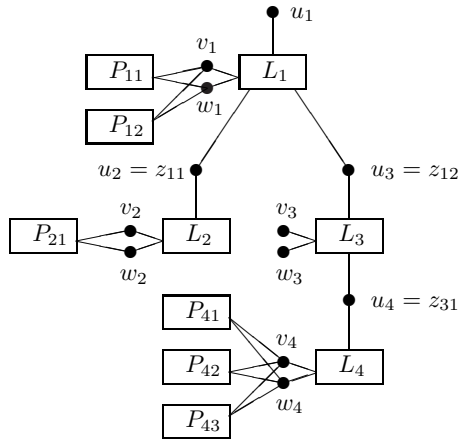 u₁
v₁
P₁₁ L₁
w₁
P₁₂
u₂ = z₁₁ u₃ = z₁₂
v₂ v₃
P₂₁ L₂ L₃
w₂ w₃
P₄₁ u₄ = z₃₁
v₄
P₄₂ L₄
w₄
P₄₃